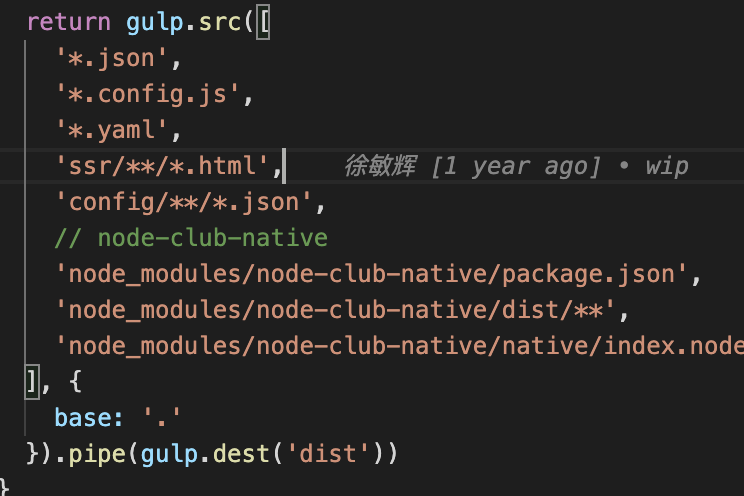 return gulp.src([
'*.json',
'*.config.js',
'*.yaml',
'ssr/**/*.html', 徐敏辉 [1 year ago] • wip
'config/**/*.json',
// node-club-native
'node_modules/node-club-native/package.json',
'node_modules/node-club-native/dist/**',
'node_modules/node-club-native/native/index.node
], {
base: '.'
}).pipe(gulp.dest('dist'))
}